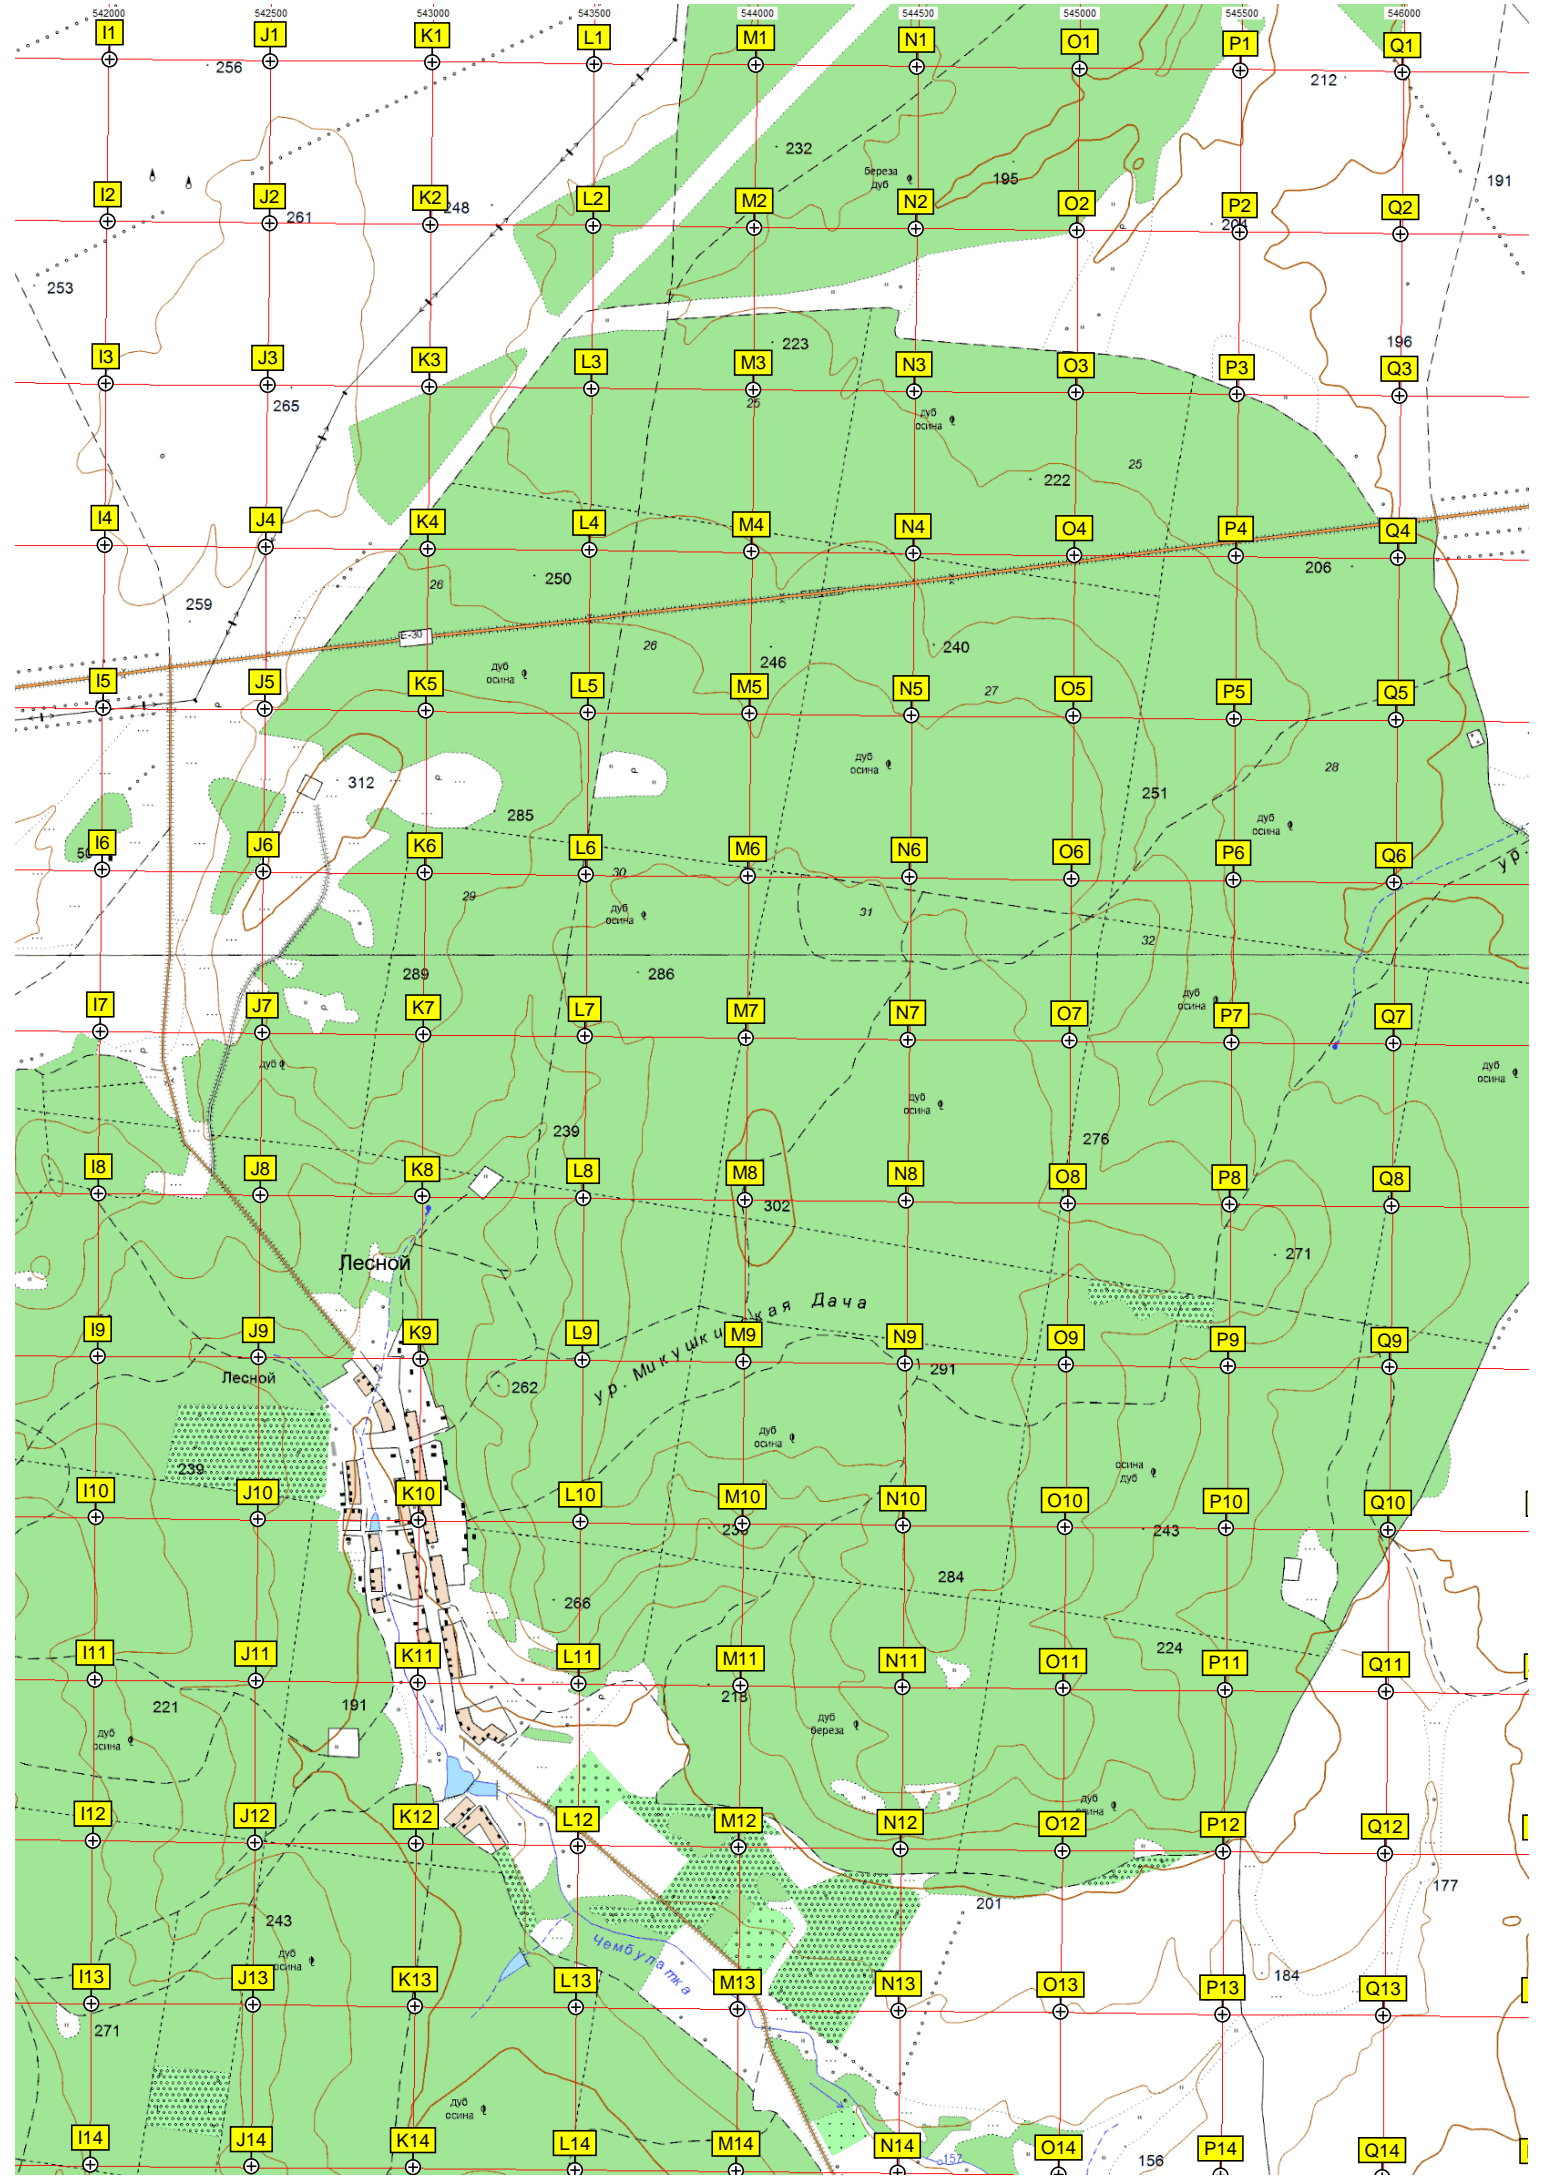 542000 542500 543000 543500 544000 544500 545000 545500 546000
I1 J1 K1 L1 M1 N1 O1 P1 Q1
256 212
232
береза
дуб
195 191
I2 J2 K2 L2 M2 N2 O2 P2 Q2
261 248
253
223 196
I3 J3 K3 L3 M3 N3 O3 P3 Q3
265 25
дуб
осина
25
222
I4 J4 K4 L4 M4 N4 O4 P4 Q4
26 250 206
259
E-30
26 246 240
дуб
осина
27
I5 J5 K5 L5 M5 N5 O5 P5 Q5
дуб
осина
28
312 251
285
дуб
осина
I6 J6 K6 L6 M6 N6 O6 P6 Q6
30
29 31
дуб
осина
32
289 286
дуб
осина
I7 J7 K7 L7 M7 N7 O7 P7 Q7
ур.
дуб
дуб
осина
дуб
осина
239 276
I8 J8 K8 L8 M8 N8 O8 P8 Q8
302
271
Лесной
I9 J9 K9 L9 M9 N9 O9 P9 Q9
291
Лесной
262
дуб
осина
осина
дуб
239
I10 J10 K10 L10 M10 N10 O10 P10 Q10
243
284
266
224
I11 J11 K11 L11 M11 N11 O11 P11 Q11
221 191 218
дуб
осина
дуб
береза
дуб
осина
I12 J12 K12 L12 M12 N12 O12 P12 Q12
177
201
243
дуб
осина
Чембулатка
184
I13 J13 K13 L13 M13 N13 O13 P13 Q13
271
дуб
осина
I14 J14 K14 L14 M14 N14 O14 P14 Q14
157 156